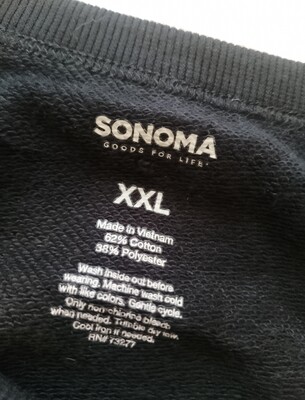 SONOMA
GOODS FOR LIFE
XXL
Made in Vietnam
62% Cotton
38% Polyester
Wash inside out before
wearing. Machine wash cold
with like colors. Gentle cycle.
Only non-chlorine bleach
when needed. Tumble dry low.
Cool iron if needed.
RN# 73277